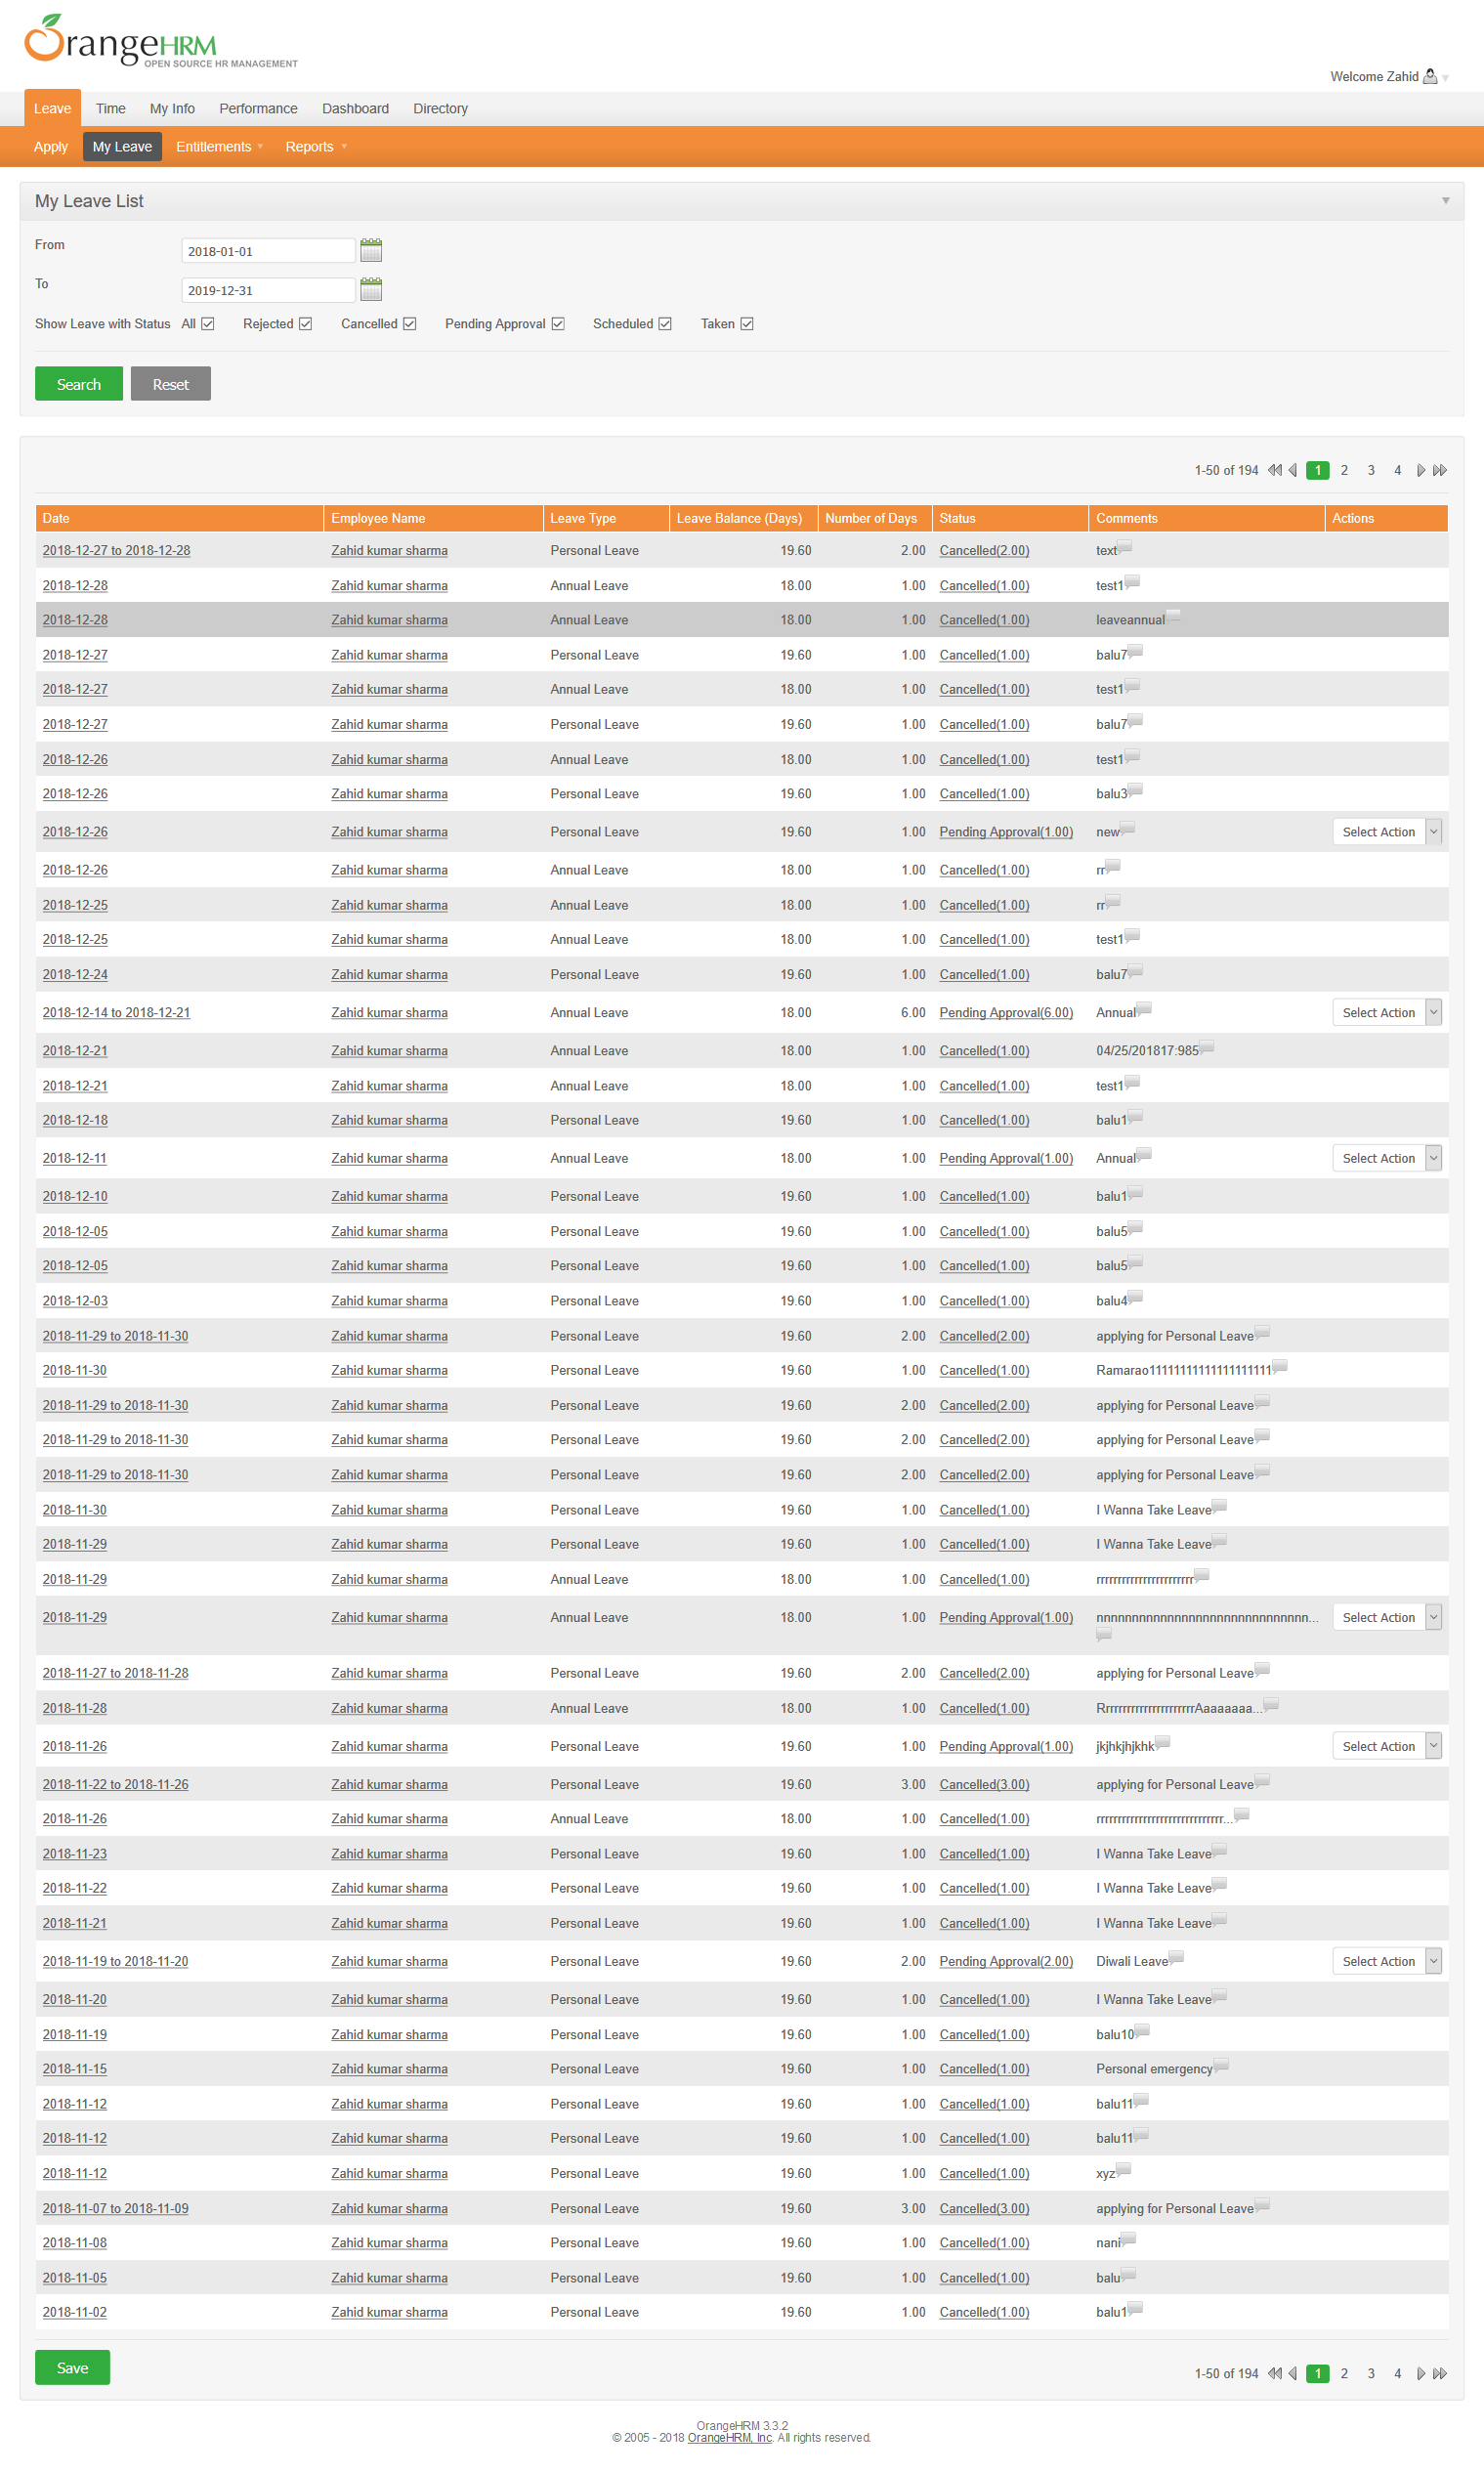 OrangeHRM
OPEN SOURCE HR MANAGEMENT
Welcome Zahid
Leave Time My Info Performance Dashboard Directory
Apply My Leave Entitlements Reports
My Leave List
From 2018-01-01
To 2019-12-31
Show Leave with Status All Rejected Cancelled Pending Approval Scheduled Taken
Search Reset
1-50 of 194 1 2 3 4
Date Employee Name Leave Type Leave Balance (Days) Number of Days Status Comments Actions
2018-12-27 to 2018-12-28 Zahid kumar sharma Personal Leave 19.60 2.00 Cancelled(2.00) text
2018-12-28 Zahid kumar sharma Annual Leave 18.00 1.00 Cancelled(1.00) test1
2018-12-28 Zahid kumar sharma Annual Leave 18.00 1.00 Cancelled(1.00) leaveannual
2018-12-27 Zahid kumar sharma Personal Leave 19.60 1.00 Cancelled(1.00) balu7
2018-12-27 Zahid kumar sharma Annual Leave 18.00 1.00 Cancelled(1.00) test1
2018-12-27 Zahid kumar sharma Personal Leave 19.60 1.00 Cancelled(1.00) balu7
2018-12-26 Zahid kumar sharma Annual Leave 18.00 1.00 Cancelled(1.00) test1
2018-12-26 Zahid kumar sharma Personal Leave 19.60 1.00 Cancelled(1.00) balu3
2018-12-26 Zahid kumar sharma Personal Leave 19.60 1.00 Pending Approval(1.00) new Select Action
2018-12-26 Zahid kumar sharma Annual Leave 18.00 1.00 Cancelled(1.00) rr
2018-12-25 Zahid kumar sharma Annual Leave 18.00 1.00 Cancelled(1.00) rr
2018-12-25 Zahid kumar sharma Annual Leave 18.00 1.00 Cancelled(1.00) test1
2018-12-24 Zahid kumar sharma Personal Leave 19.60 1.00 Cancelled(1.00) balu7
2018-12-14 to 2018-12-21 Zahid kumar sharma Annual Leave 18.00 6.00 Pending Approval(6.00) Annual Select Action
2018-12-21 Zahid kumar sharma Annual Leave 18.00 1.00 Cancelled(1.00) 04/25/201817:985
2018-12-21 Zahid kumar sharma Annual Leave 18.00 1.00 Cancelled(1.00) test1
2018-12-18 Zahid kumar sharma Personal Leave 19.60 1.00 Cancelled(1.00) balu1
2018-12-11 Zahid kumar sharma Annual Leave 18.00 1.00 Pending Approval(1.00) Annual Select Action
2018-12-10 Zahid kumar sharma Personal Leave 19.60 1.00 Cancelled(1.00) balu1
2018-12-05 Zahid kumar sharma Personal Leave 19.60 1.00 Cancelled(1.00) balu5
2018-12-05 Zahid kumar sharma Personal Leave 19.60 1.00 Cancelled(1.00) balu5
2018-12-03 Zahid kumar sharma Personal Leave 19.60 1.00 Cancelled(1.00) balu4
2018-11-29 to 2018-11-30 Zahid kumar sharma Personal Leave 19.60 2.00 Cancelled(2.00) applying for Personal Leave
2018-11-30 Zahid kumar sharma Personal Leave 19.60 1.00 Cancelled(1.00)
2018-11-29 to 2018-11-30 Zahid kumar sharma Personal Leave 19.60 2.00 Cancelled(2.00) applying for Personal Leave
2018-11-29 to 2018-11-30 Zahid kumar sharma Personal Leave 19.60 2.00 Cancelled(2.00) applying for Personal Leave
2018-11-29 to 2018-11-30 Zahid kumar sharma Personal Leave 19.60 2.00 Cancelled(2.00) applying for Personal Leave
2018-11-30 Zahid kumar sharma Personal Leave 19.60 1.00 Cancelled(1.00) I Wanna Take Leave
2018-11-29 Zahid kumar sharma Personal Leave 19.60 1.00 Cancelled(1.00) I Wanna Take Leave
2018-11-29 Zahid kumar sharma Annual Leave 18.00 1.00 Cancelled(1.00)
2018-11-29 Zahid kumar sharma Annual Leave 18.00 1.00 Pending Approval(1.00) Select Action
2018-11-27 to 2018-11-28 Zahid kumar sharma Personal Leave 19.60 2.00 Cancelled(2.00) applying for Personal Leave
2018-11-28 Zahid kumar sharma Annual Leave 18.00 1.00 Cancelled(1.00)
2018-11-26 Zahid kumar sharma Personal Leave 19.60 1.00 Pending Approval(1.00) jkjhkjhjkhk Select Action
2018-11-22 to 2018-11-26 Zahid kumar sharma Personal Leave 19.60 3.00 Cancelled(3.00) applying for Personal Leave
2018-11-26 Zahid kumar sharma Annual Leave 18.00 1.00 Cancelled(1.00)
2018-11-23 Zahid kumar sharma Personal Leave 19.60 1.00 Cancelled(1.00) I Wanna Take Leave
2018-11-22 Zahid kumar sharma Personal Leave 19.60 1.00 Cancelled(1.00) I Wanna Take Leave
2018-11-21 Zahid kumar sharma Personal Leave 19.60 1.00 Cancelled(1.00) I Wanna Take Leave
2018-11-19 to 2018-11-20 Zahid kumar sharma Personal Leave 19.60 2.00 Pending Approval(2.00) Diwali Leave Select Action
2018-11-20 Zahid kumar sharma Personal Leave 19.60 1.00 Cancelled(1.00) I Wanna Take Leave
2018-11-19 Zahid kumar sharma Personal Leave 19.60 1.00 Cancelled(1.00) balu10
2018-11-15 Zahid kumar sharma Personal Leave 19.60 1.00 Cancelled(1.00) Personal emergency
2018-11-12 Zahid kumar sharma Personal Leave 19.60 1.00 Cancelled(1.00) balu11
2018-11-12 Zahid kumar sharma Personal Leave 19.60 1.00 Cancelled(1.00) balu11
2018-11-12 Zahid kumar sharma Personal Leave 19.60 1.00 Cancelled(1.00) xyz
2018-11-07 to 2018-11-09 Zahid kumar sharma Personal Leave 19.60 3.00 Cancelled(3.00) applying for Personal Leave
2018-11-08 Zahid kumar sharma Personal Leave 19.60 1.00 Cancelled(1.00) nani
2018-11-05 Zahid kumar sharma Personal Leave 19.60 1.00 Cancelled(1.00) balu
2018-11-02 Zahid kumar sharma Personal Leave 19.60 1.00 Cancelled(1.00) balu1
Save
1-50 of 194 1 2 3 4
OrangeHRM 3.3.2
© 2005 - 2018 OrangeHRM, Inc. All rights reserved.